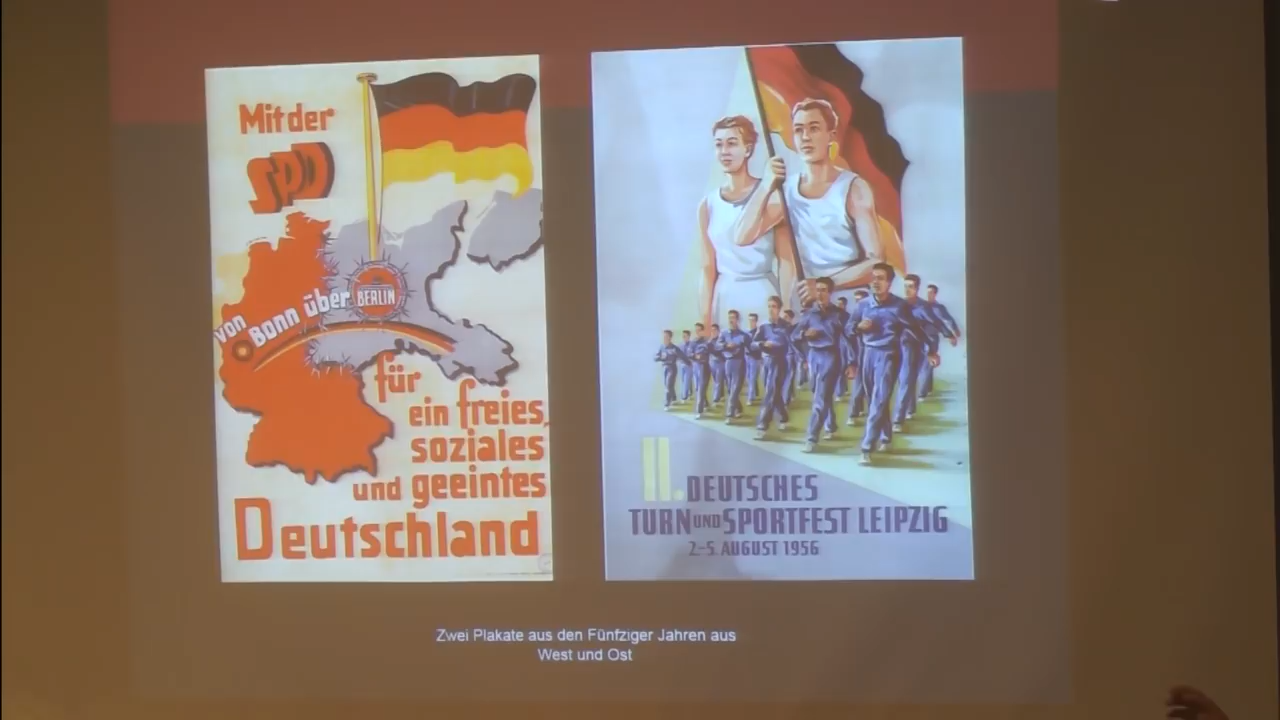 Mit der
SPD
von Bonn über BERLIN
für
ein freies,
soziales
und geeintes
Deutschland
II. DEUTSCHES
TURN UND SPORTFEST LEIPZIG
2.-5. AUGUST 1956
Zwei Plakate aus den Fünfziger Jahren aus
West und Ost